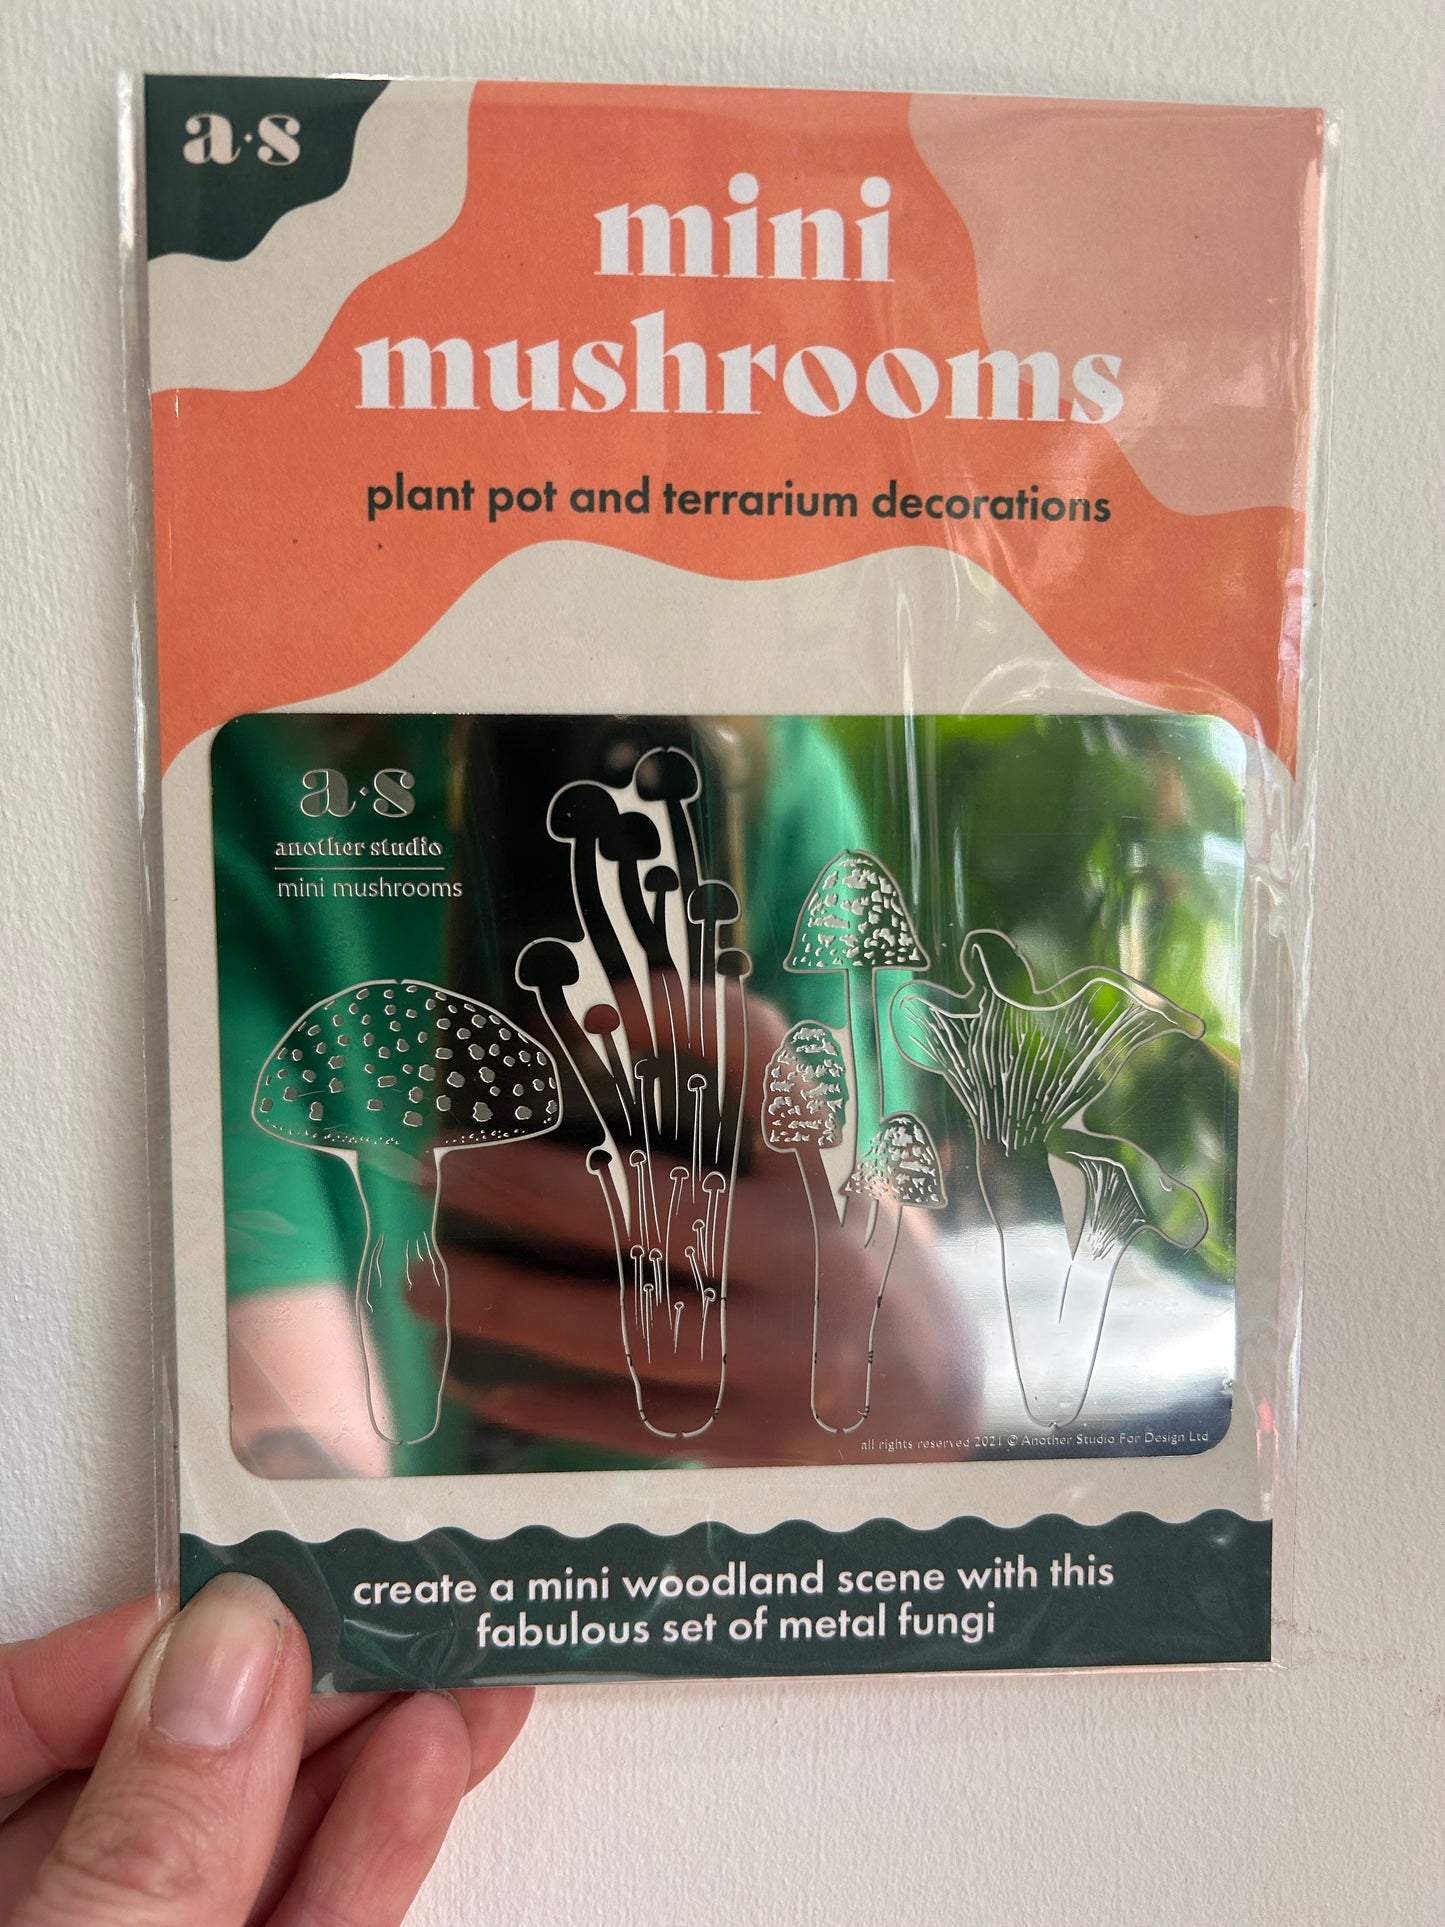 a·s
mini
mushrooms
plant pot and terrarium decorations
a·s
another studio
mini mushrooms
all rights reserved 2021 © Another Studio For Design Ltd
create a mini woodland scene with this
fabulous set of metal fungi